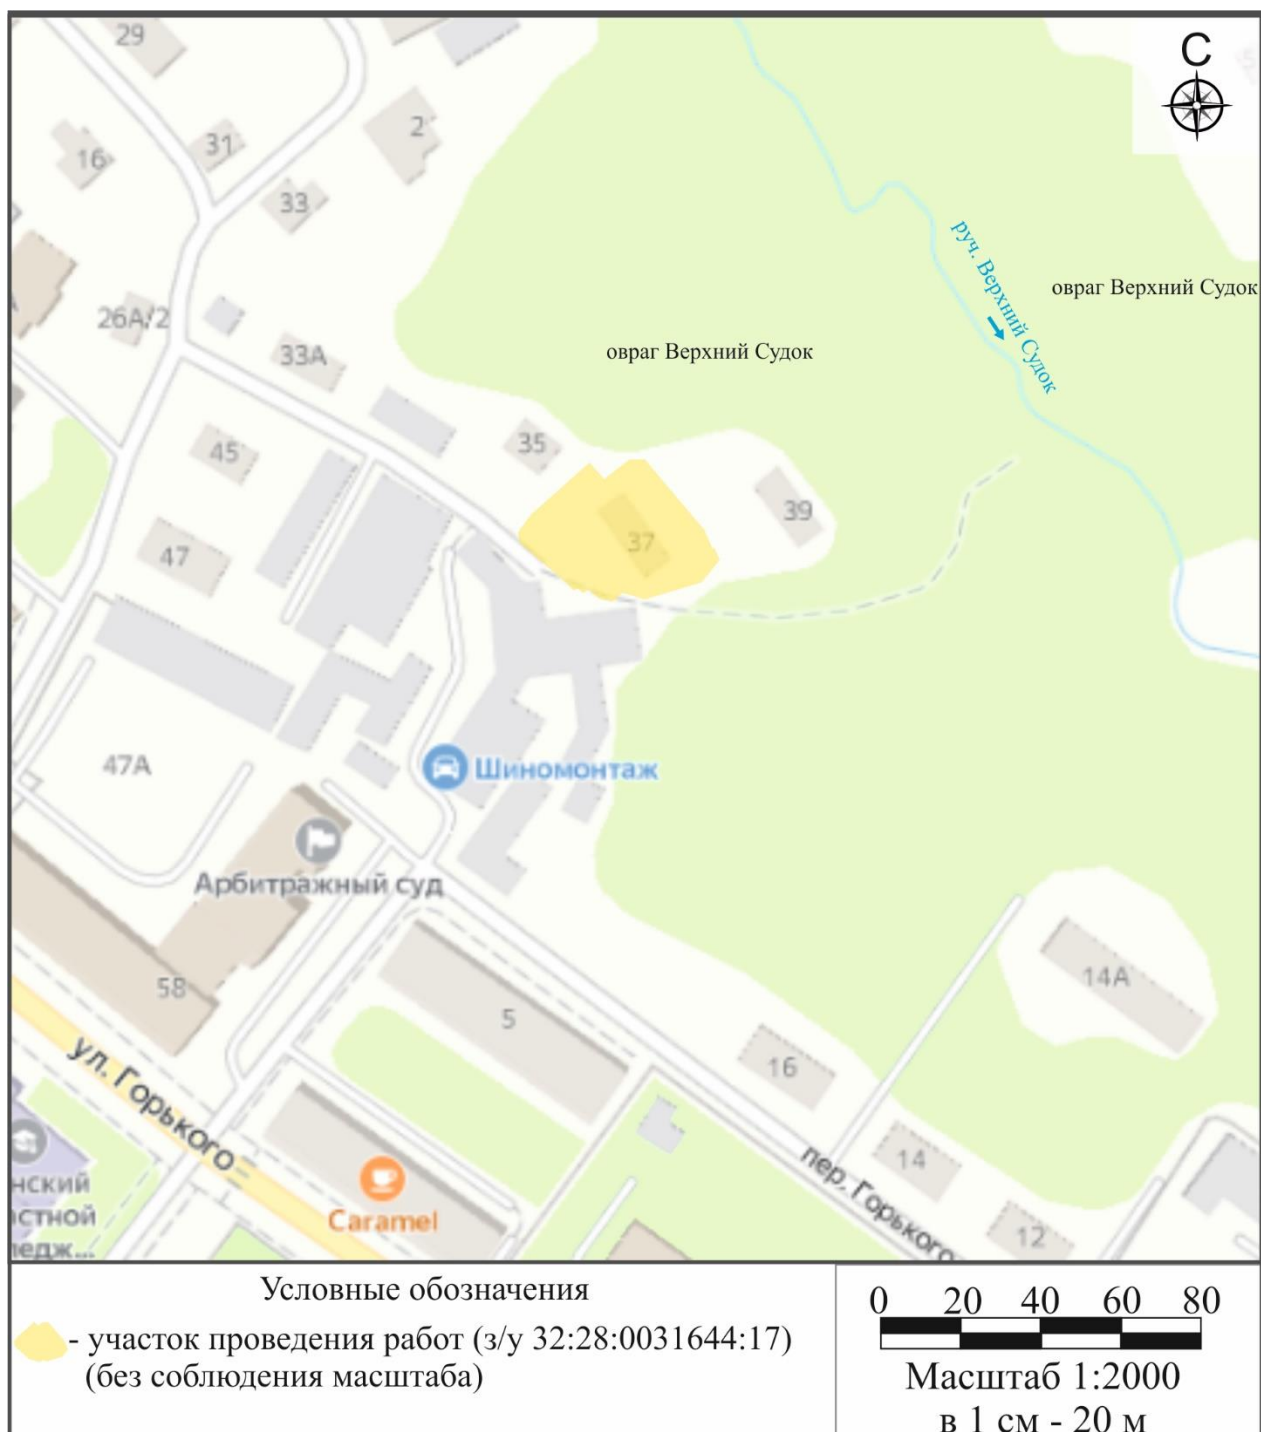 29
С
2
31
16
33
руч. Верхний Судок
овраг Верхний Судок
26А/2
овраг Верхний Судок
33А
35
45
39
37
47
47А
Шиномонтаж
Арбитражный суд
58
14А
5
ул. Горького
16
14
пер. Горького
нский
стной
Caramel
12
едж...
Условные обозначения
0 20 40 60 80
- участок проведения работ (з/у 32:28:0031644:17)
(без соблюдения масштаба)
Масштаб 1:2000
в 1 см - 20 м